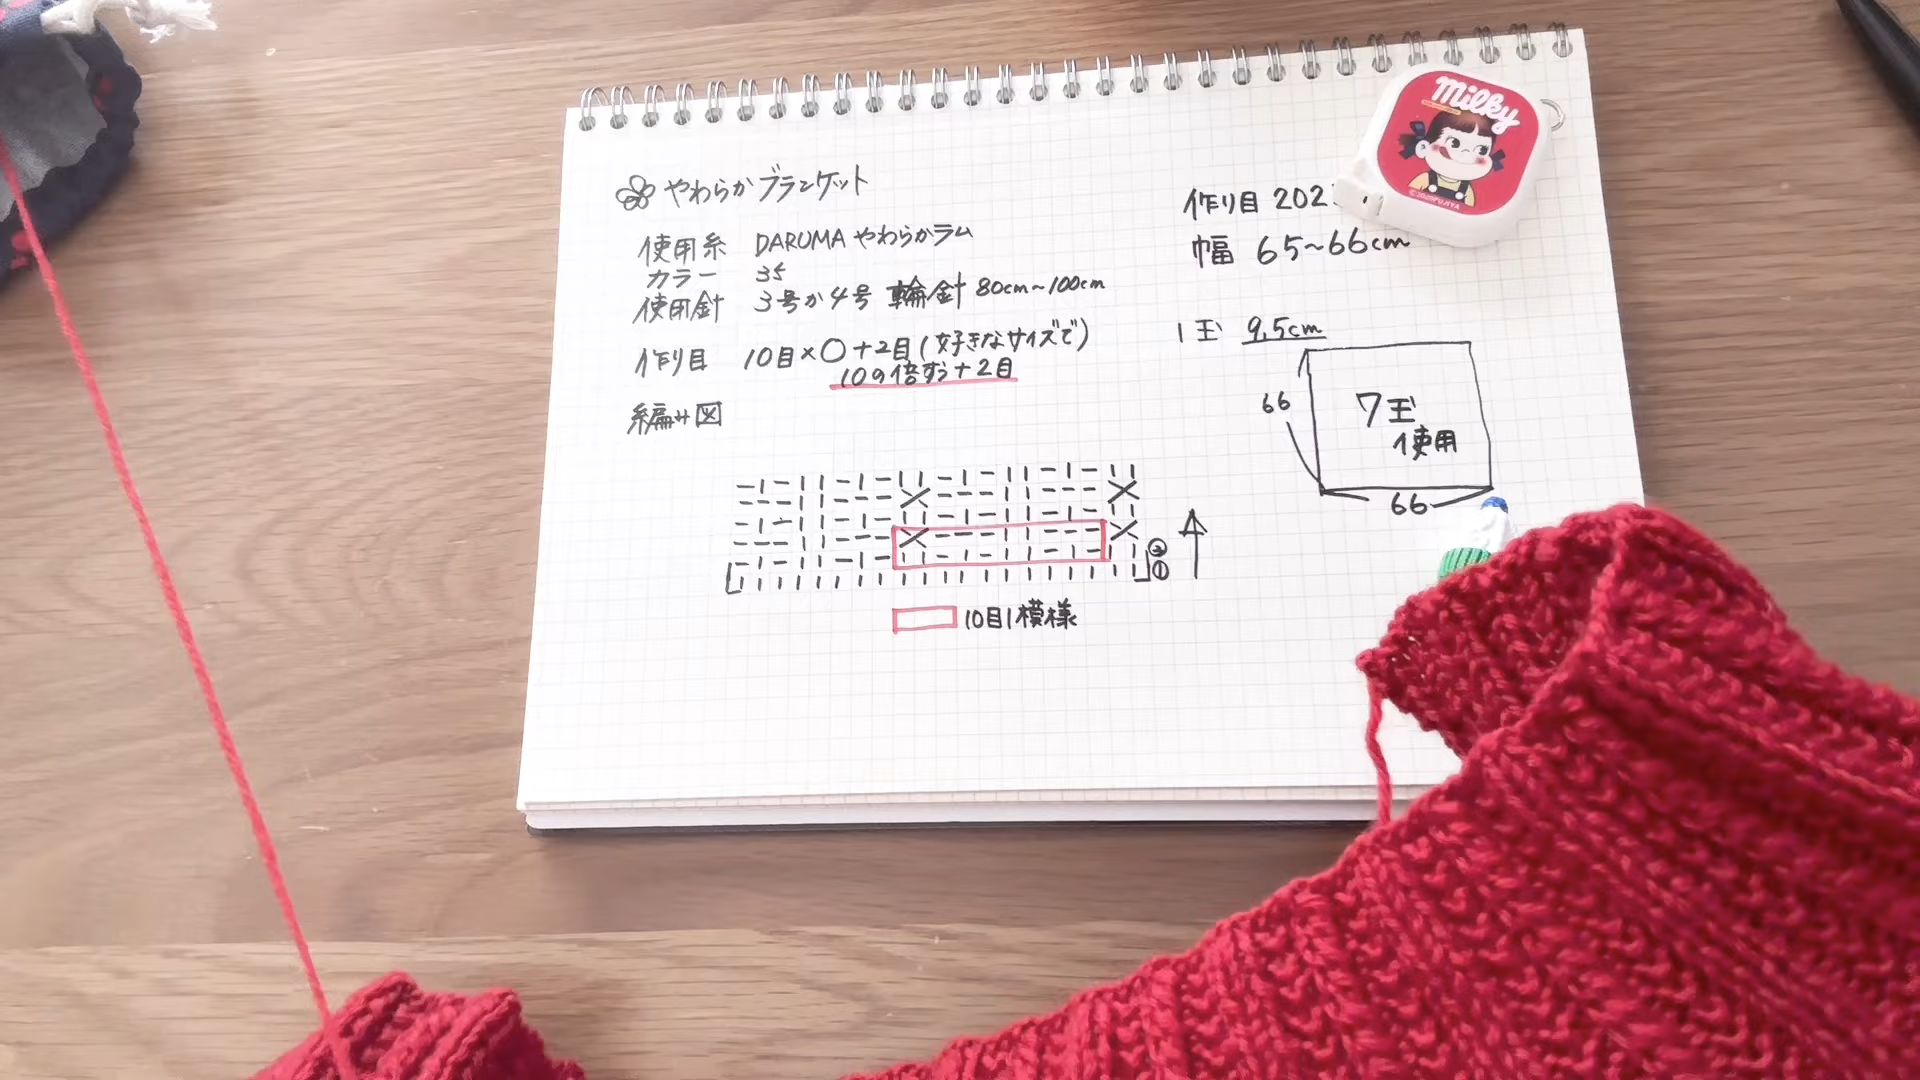 やわらかブランケット
使用糸 DARUMA やわらかラム
カラー 35
使用針 3号か4号 輪針 80cm~100cm
作り目 10目×○+2目(好きなサイズで)
10の倍数+2目
編み図
②
①
10目1模様
作り目 202
幅 65~66cm
1玉 9.5cm
66
7玉
使用
66
Milky